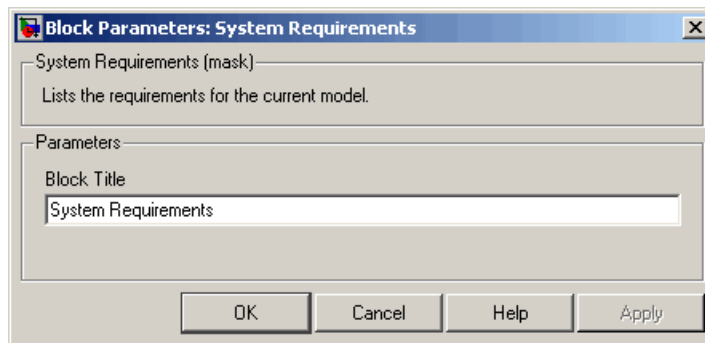 Block Parameters: System Requirements
System Requirements (mask)
Lists the requirements for the current model.
Parameters
Block Title
System Requirements
OK Cancel Help Apply